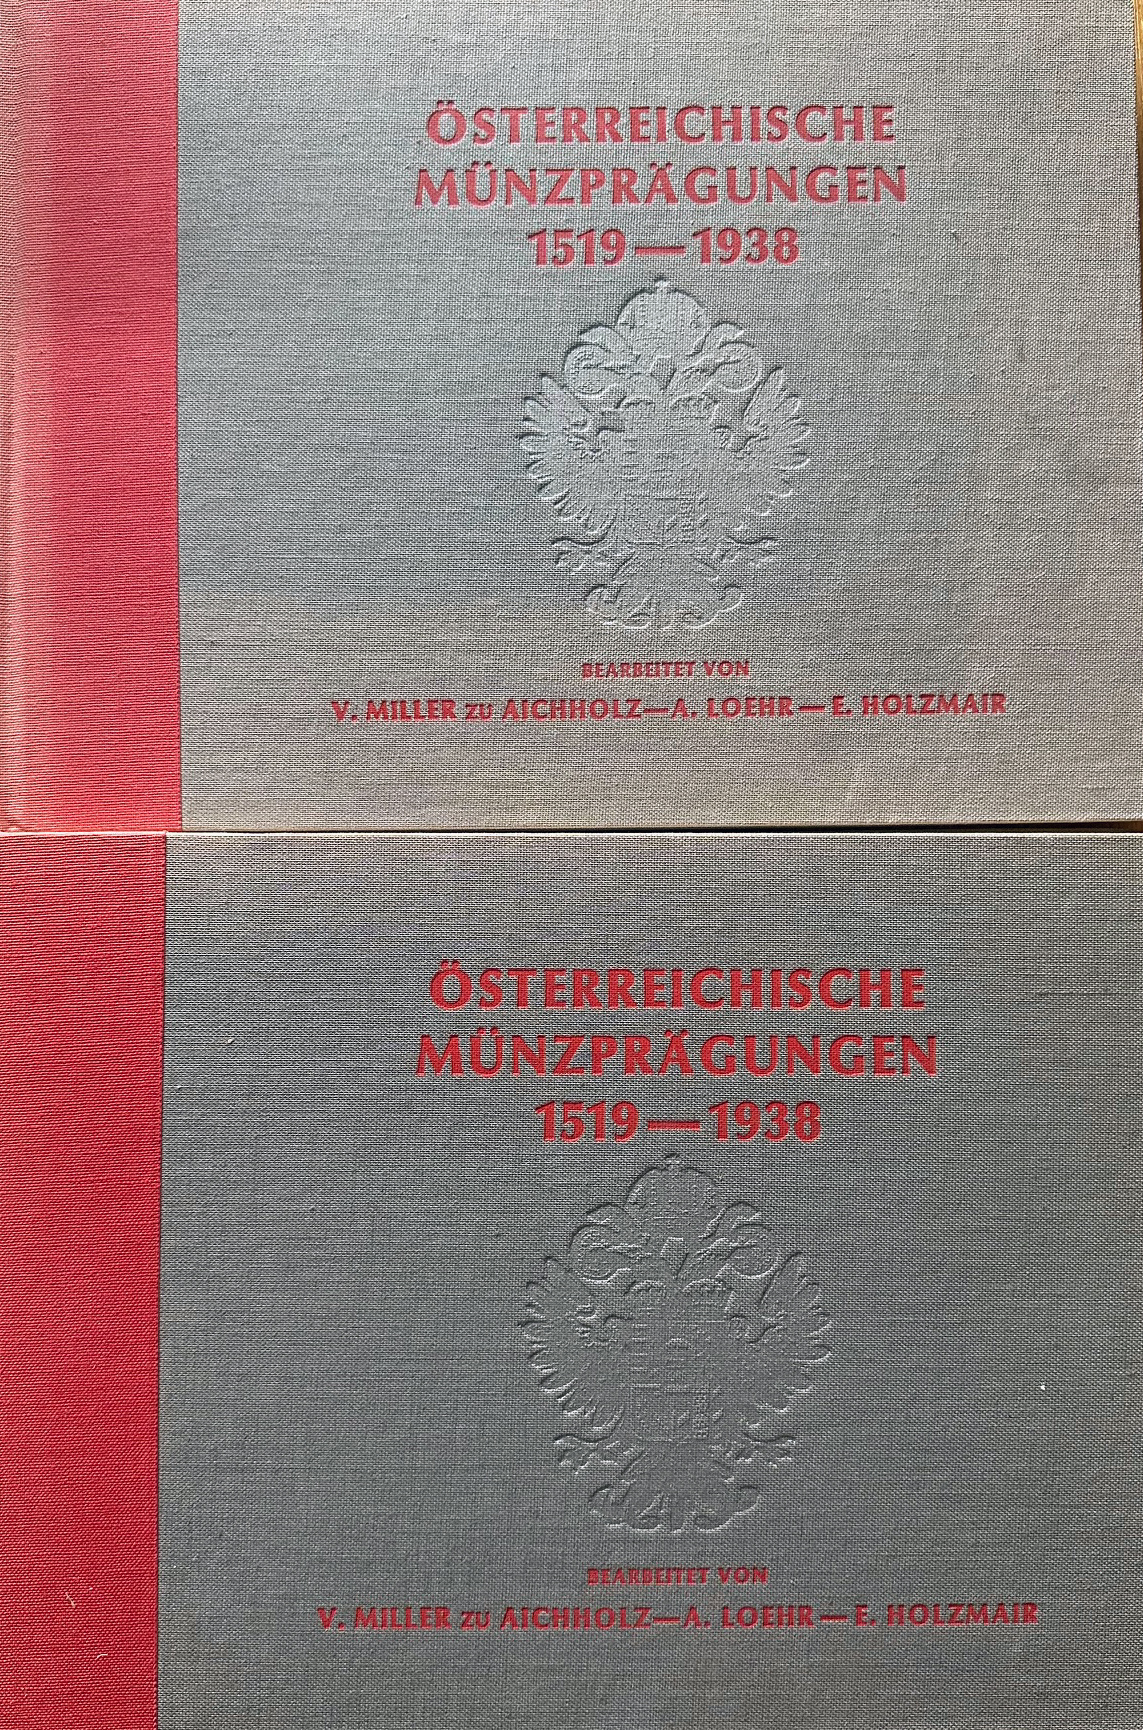 ÖSTERREICHISCHE
MÜNZPRÄGUNGEN
1519—1938
BEARBEITET VON
V. MILLER ZU AICHHOLZ—A. LOEHR—E. HOLZMAIR
ÖSTERREICHISCHE
MÜNZPRÄGUNGEN
1519—1938
BEARBEITET VON
V. MILLER ZU AICHHOLZ—A. LOEHR—E. HOLZMAIR